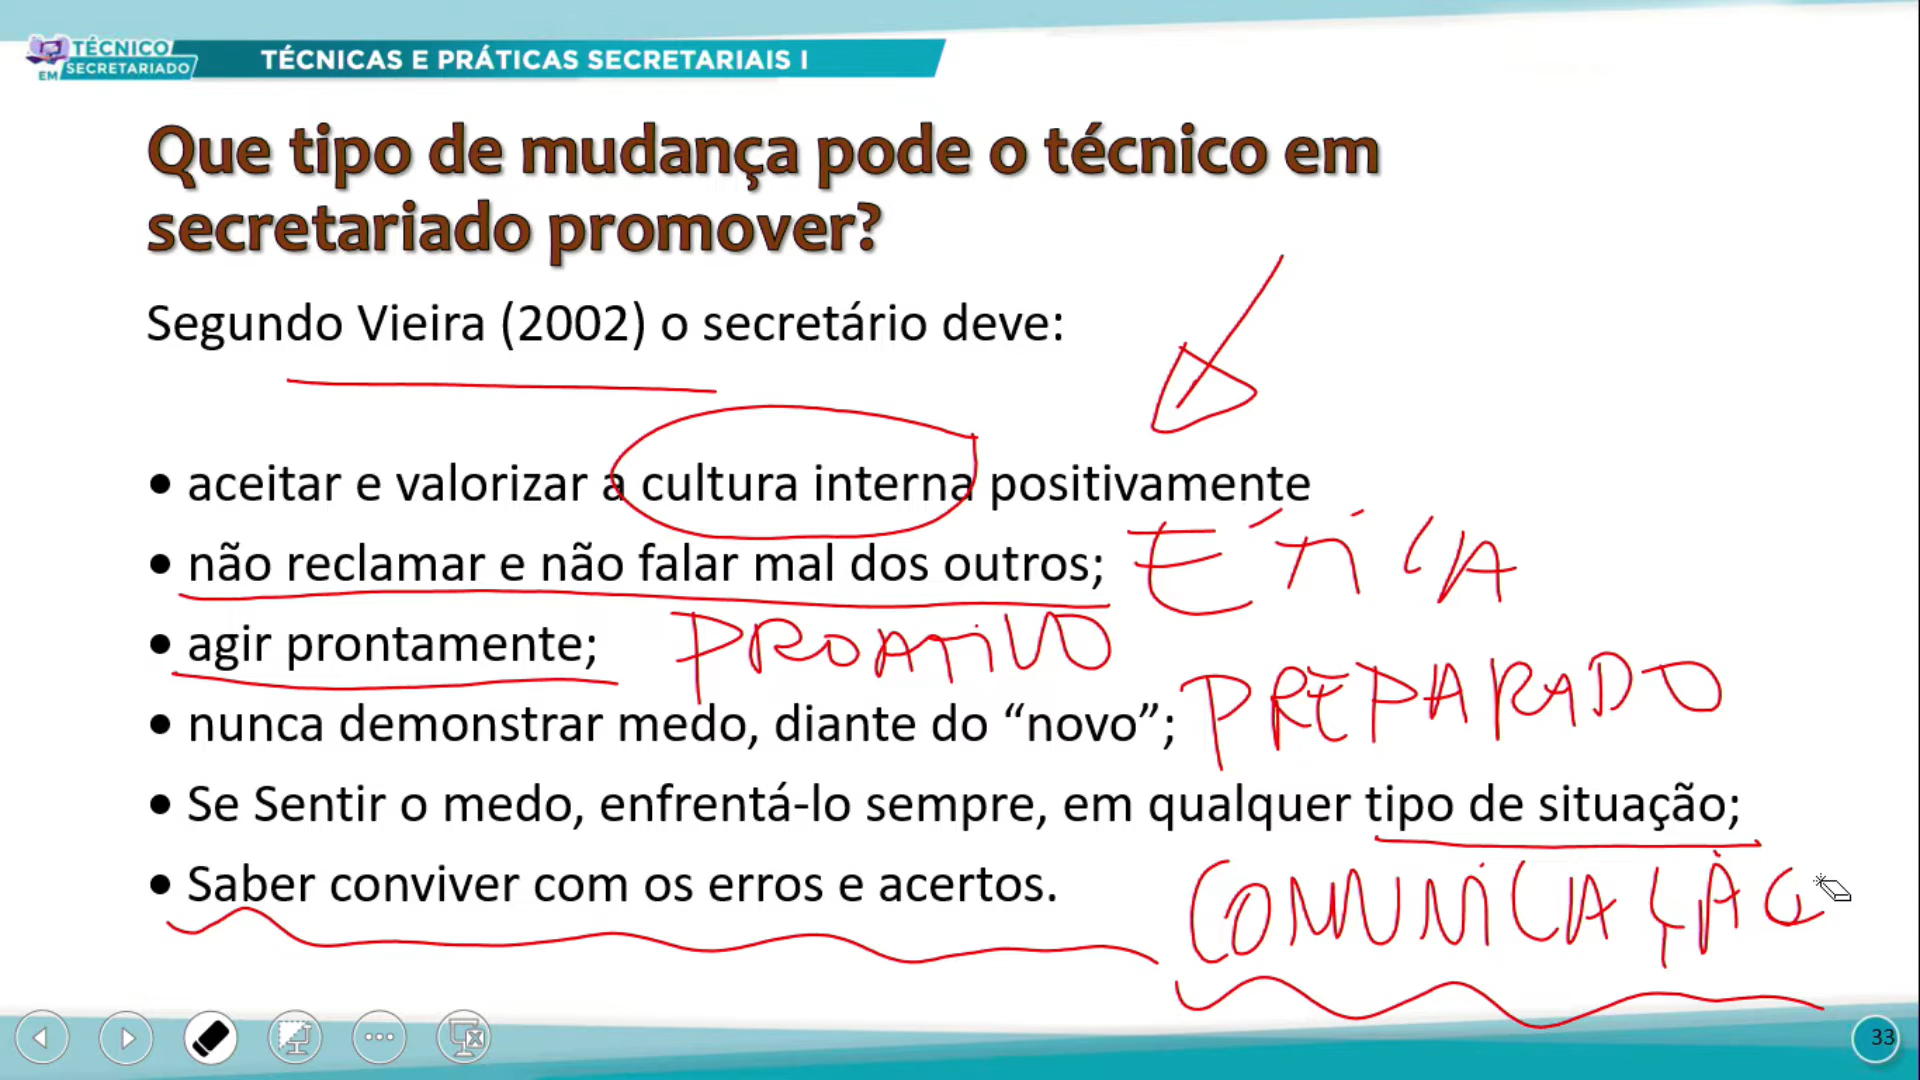 TÉCNICO
EM SECRETARIADO
TÉCNICAS E PRÁTICAS SECRETARIAIS I
Que tipo de mudança pode o técnico em
secretariado promover?
Segundo Vieira (2002) o secretário deve:
• aceitar e valorizar a cultura interna positivamente
• não reclamar e não falar mal dos outros; ÉTICA
• agir prontamente; PROATIVO
• nunca demonstrar medo, diante do “novo”; PREPARADO
• Se Sentir o medo, enfrentá-lo sempre, em qualquer tipo de situação;
• Saber conviver com os erros e acertos. COMUNICAÇÃO
33